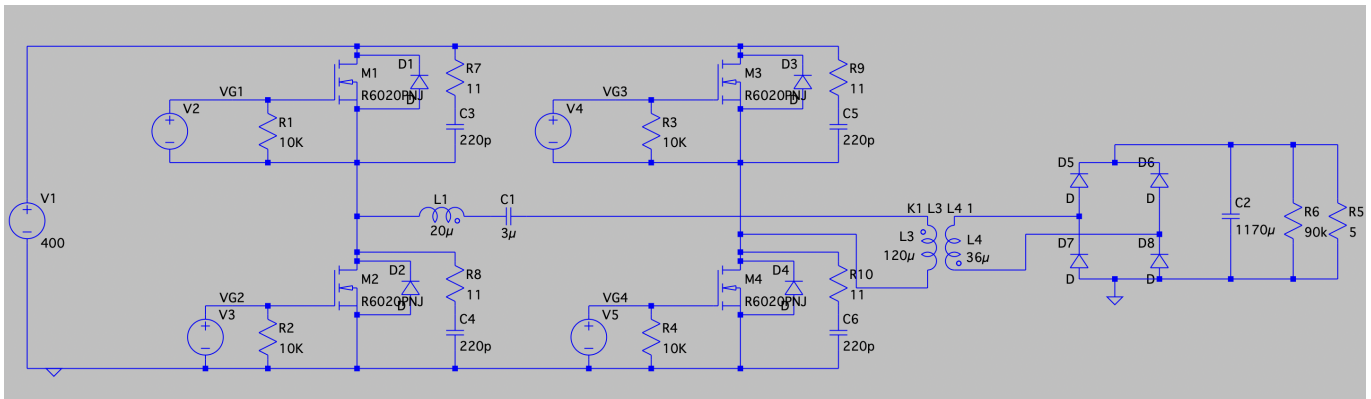 V1
400
V2
VG1
R1
10K
M1
R6020PNJ
D1
D
R7
11
C3
220p
V4
VG3
R3
10K
M3
R6020PNJ
D3
D
R9
11
C5
220p
L1
20µ
C1
3µ
K1 L3 L4 1
L3
120µ
L4
36µ
V3
VG2
R2
10K
M2
R6020PNJ
D2
D
R8
11
C4
220p
V5
VG4
R4
10K
M4
R6020PNJ
D4
D
R10
11
C6
220p
D5
D
D6
D
D7
D
D8
D
C2
1170µ
R6
90k
R5
5